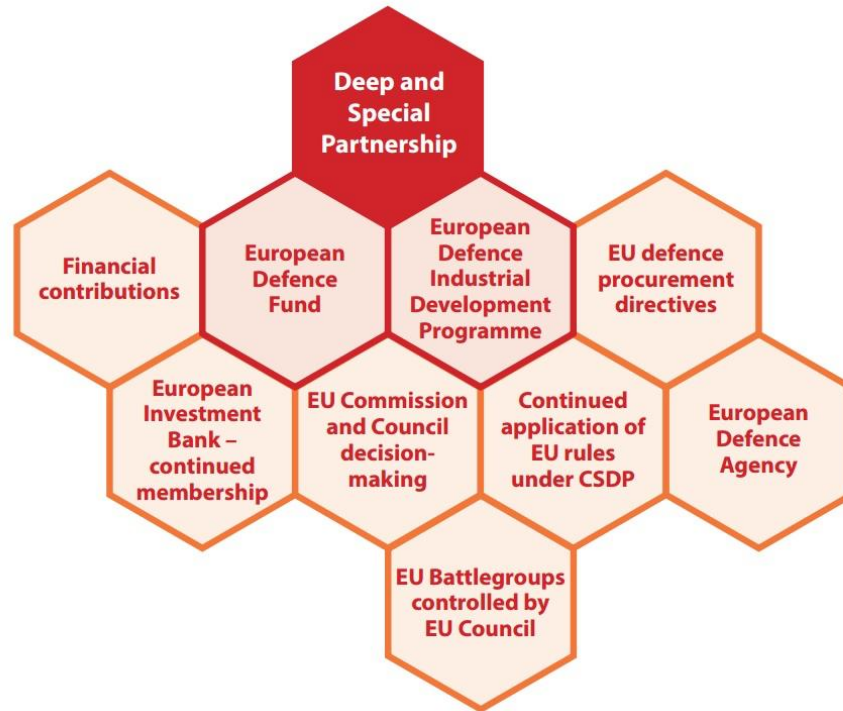 Deep and
Special
Partnership
Financial
contributions
European
Defence
Fund
European
Defence
Industrial
Development
Programme
EU defence
procurement
directives
European
Investment
Bank –
continued
membership
EU Commission
and Council
decision-
making
Continued
application of
EU rules
under CSDP
European
Defence
Agency
EU Battlegroups
controlled by
EU Council